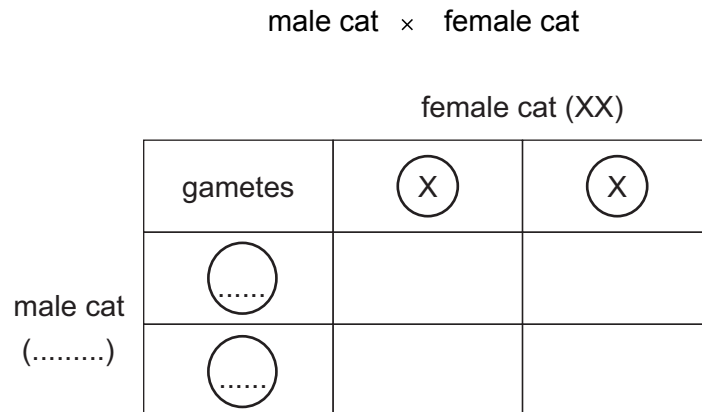 male cat × female cat
female cat (XX)
gametes X X
......
male cat
(.........)
......